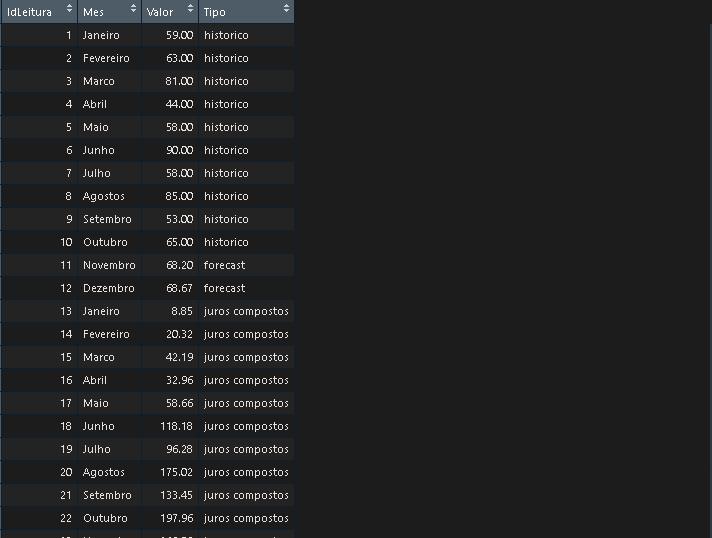 IdLeitura Mes Valor Tipo
1 Janeiro 59.00 historico
2 Fevereiro 63.00 historico
3 Marco 81.00 historico
4 Abril 44.00 historico
5 Maio 58.00 historico
6 Junho 90.00 historico
7 Julho 58.00 historico
8 Agostos 85.00 historico
9 Setembro 53.00 historico
10 Outubro 65.00 historico
11 Novembro 68.20 forecast
12 Dezembro 68.67 forecast
13 Janeiro 8.85 juros compostos
14 Fevereiro 20.32 juros compostos
15 Marco 42.19 juros compostos
16 Abril 32.96 juros compostos
17 Maio 58.66 juros compostos
18 Junho 118.18 juros compostos
19 Julho 96.28 juros compostos
20 Agostos 175.02 juros compostos
21 Setembro 133.45 juros compostos
22 Outubro 197.96 juros compostos